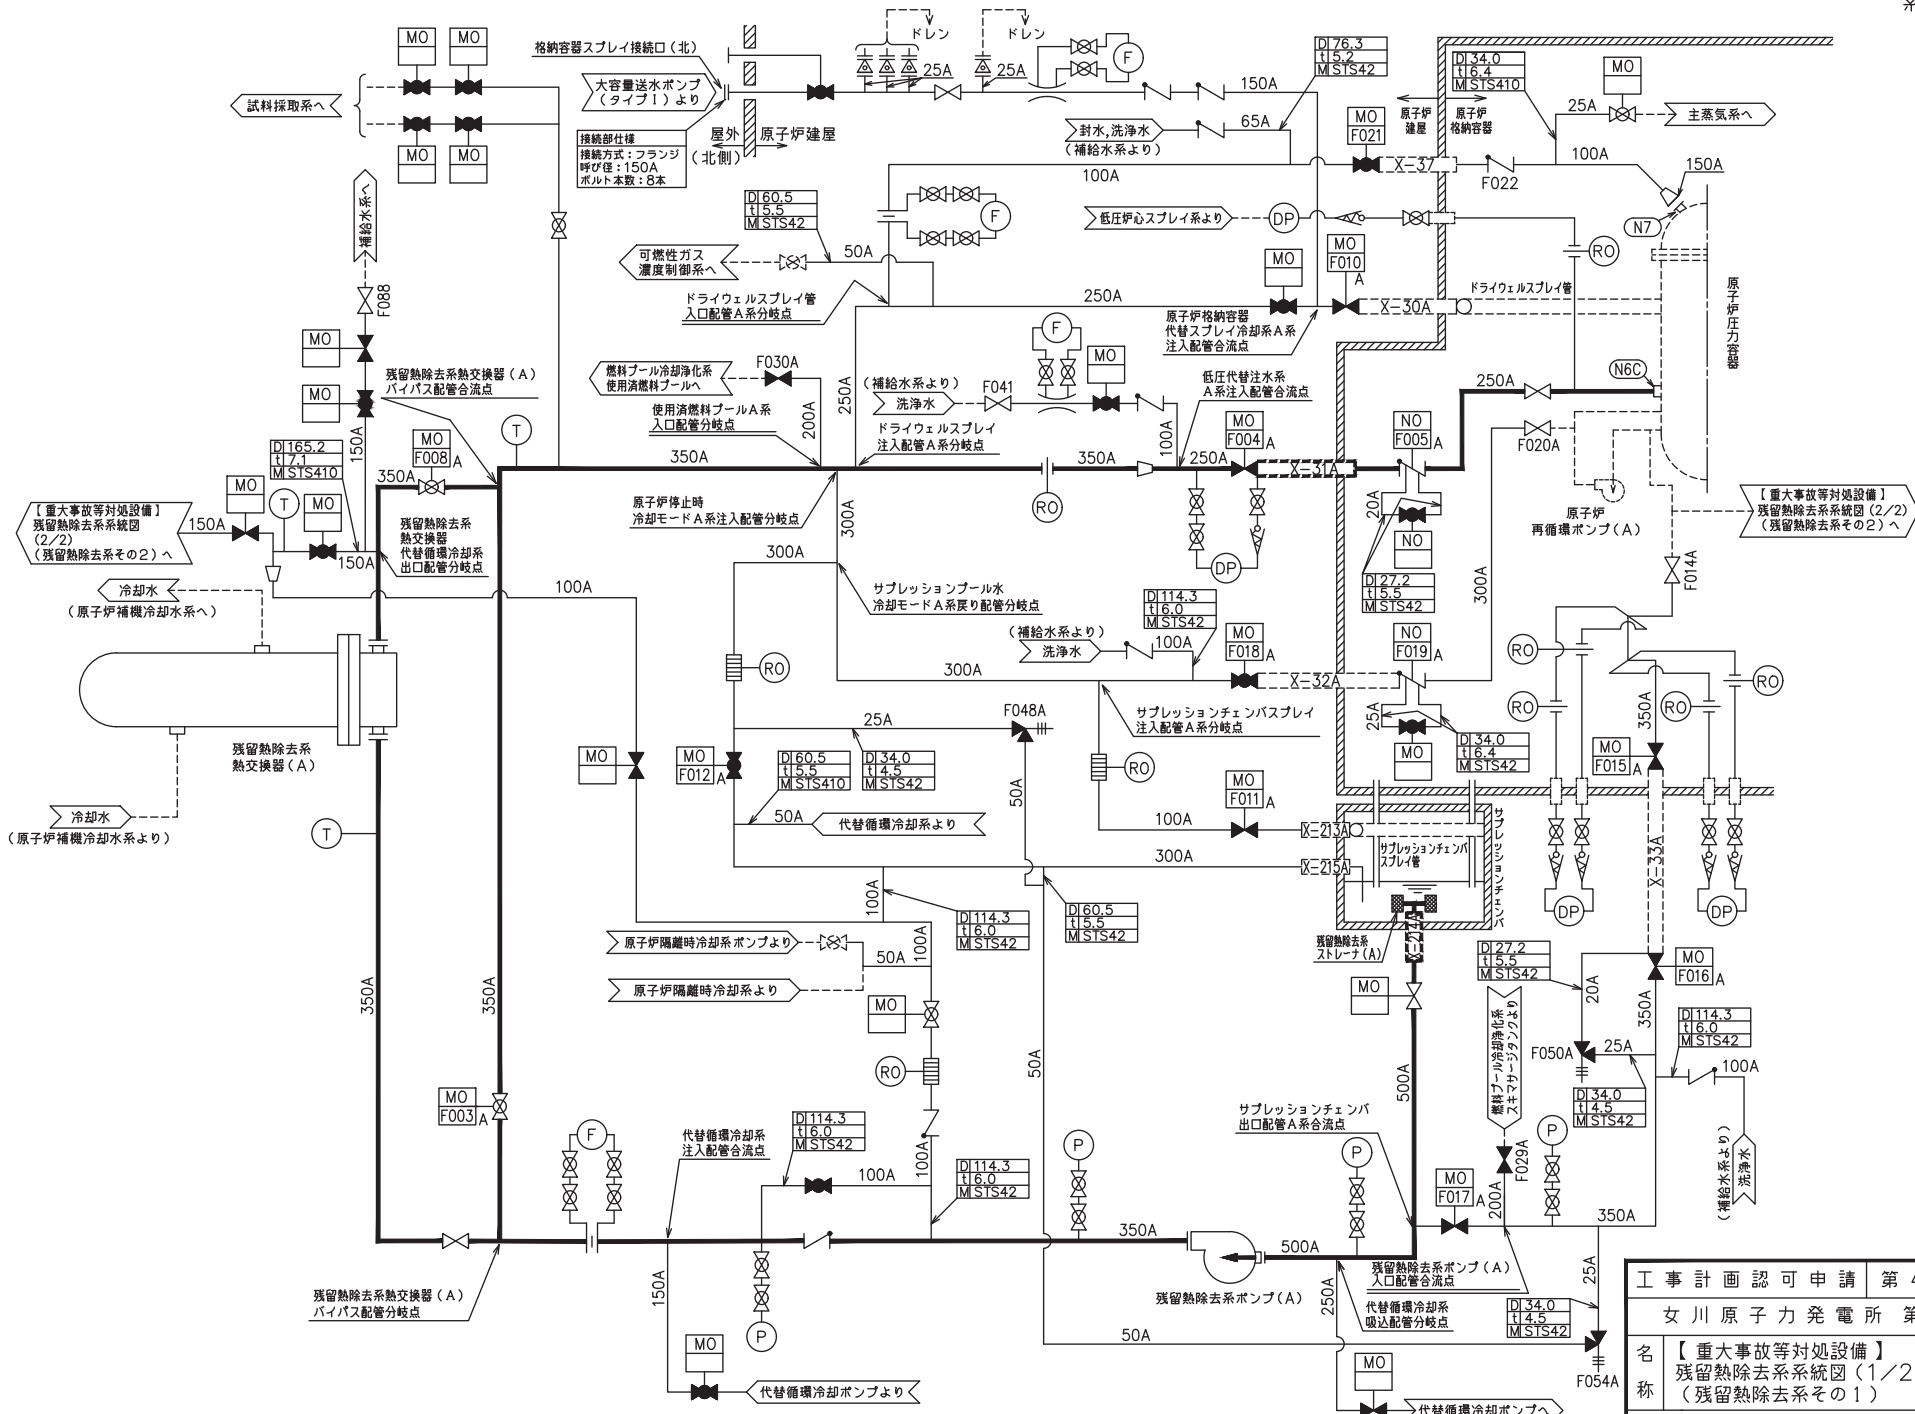 系
MO
MO
MO
MO
試料採取系へ
格納容器スプレイ接続口(北)
大容量送水ポンプ
(タイプⅠ)より
接続部仕様
接続方式:フランジ
呼び径:150A
ボルト本数:8本
屋外
(北側)
原子炉建屋
ドレン
ドレン
25A
25A
F
150A
D 76.3
t 5.2
M STS42
封水,洗浄水
(補給水系より)
65A
MO
F021
原子炉
建屋
原子炉
格納容器
D 34.0
t 6.4
M STS410
MO
25A
主蒸気系へ
100A
X-37
F022
100A
150A
N7
D 60.5
t 5.5
M STS42
F
低圧炉心スプレイ系より
DP
RO
可燃性ガス
濃度制御系へ
50A
MO
MO
F010
A
ドライウェルスプレイ管
入口配管A系分岐点
250A
X-30A
ドライウェルスプレイ管
原子炉圧力容器
原子炉格納容器
代替スプレイ冷却系A系
注入配管合流点
補給水系へ
F088
MO
MO
150A
残留熱除去系熱交換器(A)
バイパス配管合流点
燃料プール冷却浄化系
使用済燃料プールへ
F030A
使用済燃料プールA系
入口配管分岐点
200A
250A
(補給水系より)
洗浄水
F041
F
MO
ドライウェルスプレイ
注入配管A系分岐点
100A
低圧代替注水系
A系注入配管合流点
N6C
250A
D 165.2
t 7.1
M STS410
350A
MO
F008
A
T
350A
RO
350A
250A
MO
F004
A
X-31A
NO
F005
A
F020A
原子炉
再循環ポンプ(A)
【重大事故等対処設備】
残留熱除去系系統図(2/2)
(残留熱除去系その2)へ
【重大事故等対処設備】
残留熱除去系系統図
(2/2)
(残留熱除去系その2)へ
150A
MO
T
MO
150A
残留熱除去系
熱交換器
代替循環冷却系
出口配管分岐点
原子炉停止時
冷却モードA系注入配管分岐点
300A
300A
DP
20A
NO
D 27.2
t 5.5
M STS42
300A
F014A
冷却水
(原子炉補機冷却水系へ)
100A
サプレッションプール水
冷却モードA系戻り配管分岐点
D 114.3
t 6.0
M STS42
(補給水系より)
洗浄水
100A
MO
F018
A
NO
F019
A
RO
RO
RO
RO
RO
300A
X-32A
サプレッションチェンバスプレイ
注入配管A系分岐点
25A
MO
D 34.0
t 6.4
M STS42
350A
MO
F015
A
残留熱除去系
熱交換器(A)
冷却水
(原子炉補機冷却水系より)
T
MO
MO
F012
A
25A
F048A
D 60.5
t 5.5
M STS410
D 34.0
t 4.5
M STS42
50A
50A
代替循環冷却系より
RO
MO
F011
A
100A
X-213A
サプレッションチェンバ
スプレイ管
サプレッションチェンバ
300A
X-215A
X-33A
DP
DP
100A
D 114.3
t 6.0
M STS42
D 60.5
t 5.5
M STS42
残留熱除去系
ストレーナ(A)
X-214A
原子炉隔離時冷却系ポンプより
50A
100A
原子炉隔離時冷却系より
MO
MO
D 27.2
t 5.5
M STS42
MO
F016
A
20A
350A
燃料プール冷却浄化系
スキマサージタンクより
D 114.3
t 6.0
M STS42
F050A
25A
100A
D 34.0
t 4.5
M STS42
350A
350A
RO
50A
500A
MO
F003
A
F
代替循環冷却系
注入配管合流点
D 114.3
t 6.0
M STS42
100A
100A
D 114.3
t 6.0
M STS42
P
サプレッションチェンバ
出口配管A系合流点
P
MO
F017
A
F029A
200A
P
350A
(補給水系より)
洗浄水
350A
500A
残留熱除去系ポンプ(A)
残留熱除去系ポンプ(A)
入口配管合流点
代替循環冷却系
吸込配管分岐点
250A
25A
D 34.0
t 4.5
M STS42
F054A
残留熱除去系熱交換器(A)
バイパス配管分岐点
150A
P
50A
MO
代替循環冷却ポンプより
MO
代替循環冷却ポンプへ
工事計画認可申請 第4
女川原子力発電所 第
名称
【重大事故等対処設備】
残留熱除去系系統図(1/2
(残留熱除去系その1)